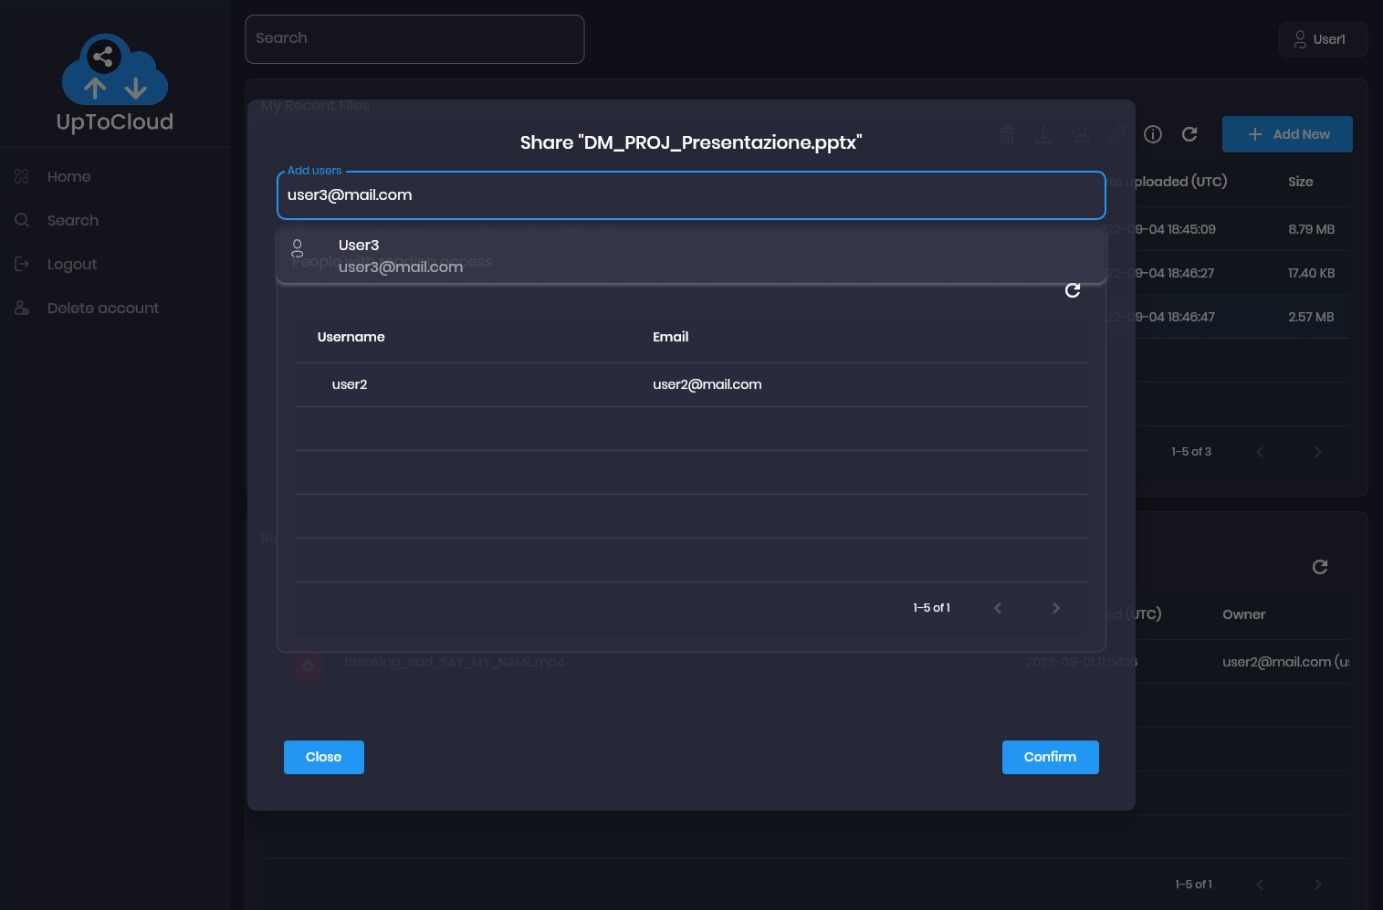 Search
User1
UpToCloud
Home
Search
Logout
Delete account
My Recent Files
Add New
uploaded (UTC)
Size
-09-04 18:45:09
8.79 MB
-09-04 18:46:27
17.40 KB
-09-04 18:46:47
2.57 MB
1–5 of 3
Share "DM_PROJ_Presentazione.pptx"
Add users
user3@mail.com
User3
user3@mail.com
People with reading access
Username
Email
user2
user2@mail.com
1–5 of 1
Close
Confirm
(UTC)
Owner
Breaking_Bad_SAY_MY_NAME.mp4
2022-09-01 11:04:16
user2@mail.com (u
1–5 of 1